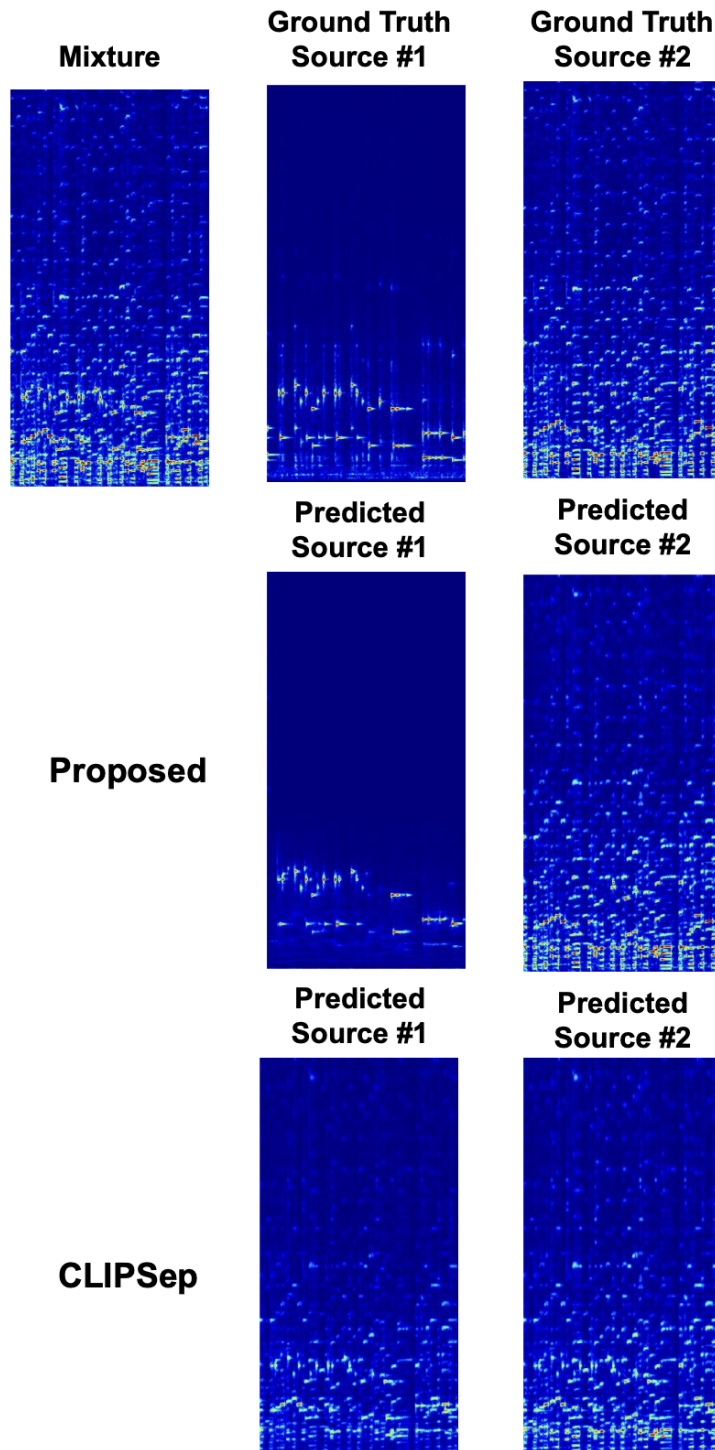 Mixture
Ground Truth
Source #1
Ground Truth
Source #2
Predicted
Source #1
Predicted
Source #2
Proposed
Predicted
Source #1
Predicted
Source #2
CLIPSep